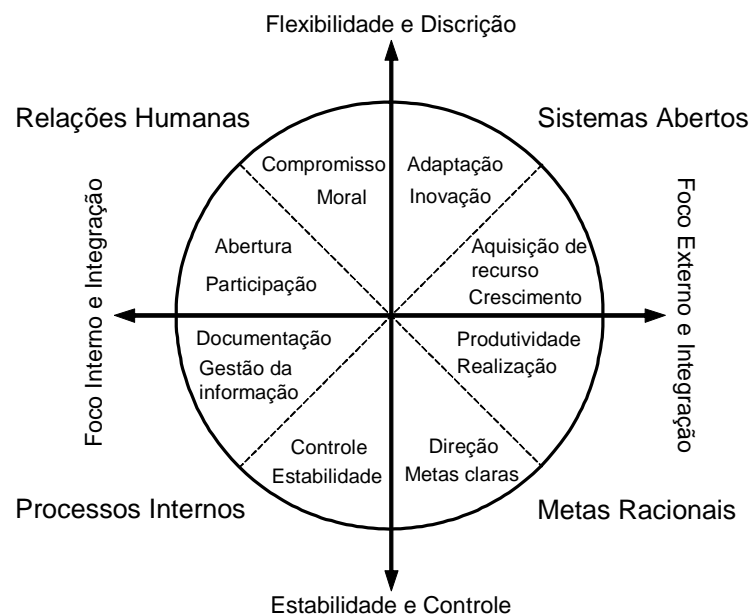 Flexibilidade e Discrição
Relações Humanas
Sistemas Abertos
Compromisso
Moral
Adaptação
Inovação
Abertura
Participação
Aquisição de
recurso
Crescimento
Foco Interno e Integração
Foco Externo e Integração
Documentação
Gestão da
informação
Produtividade
Realização
Controle
Estabilidade
Direção
Metas claras
Processos Internos
Metas Racionais
Estabilidade e Controle